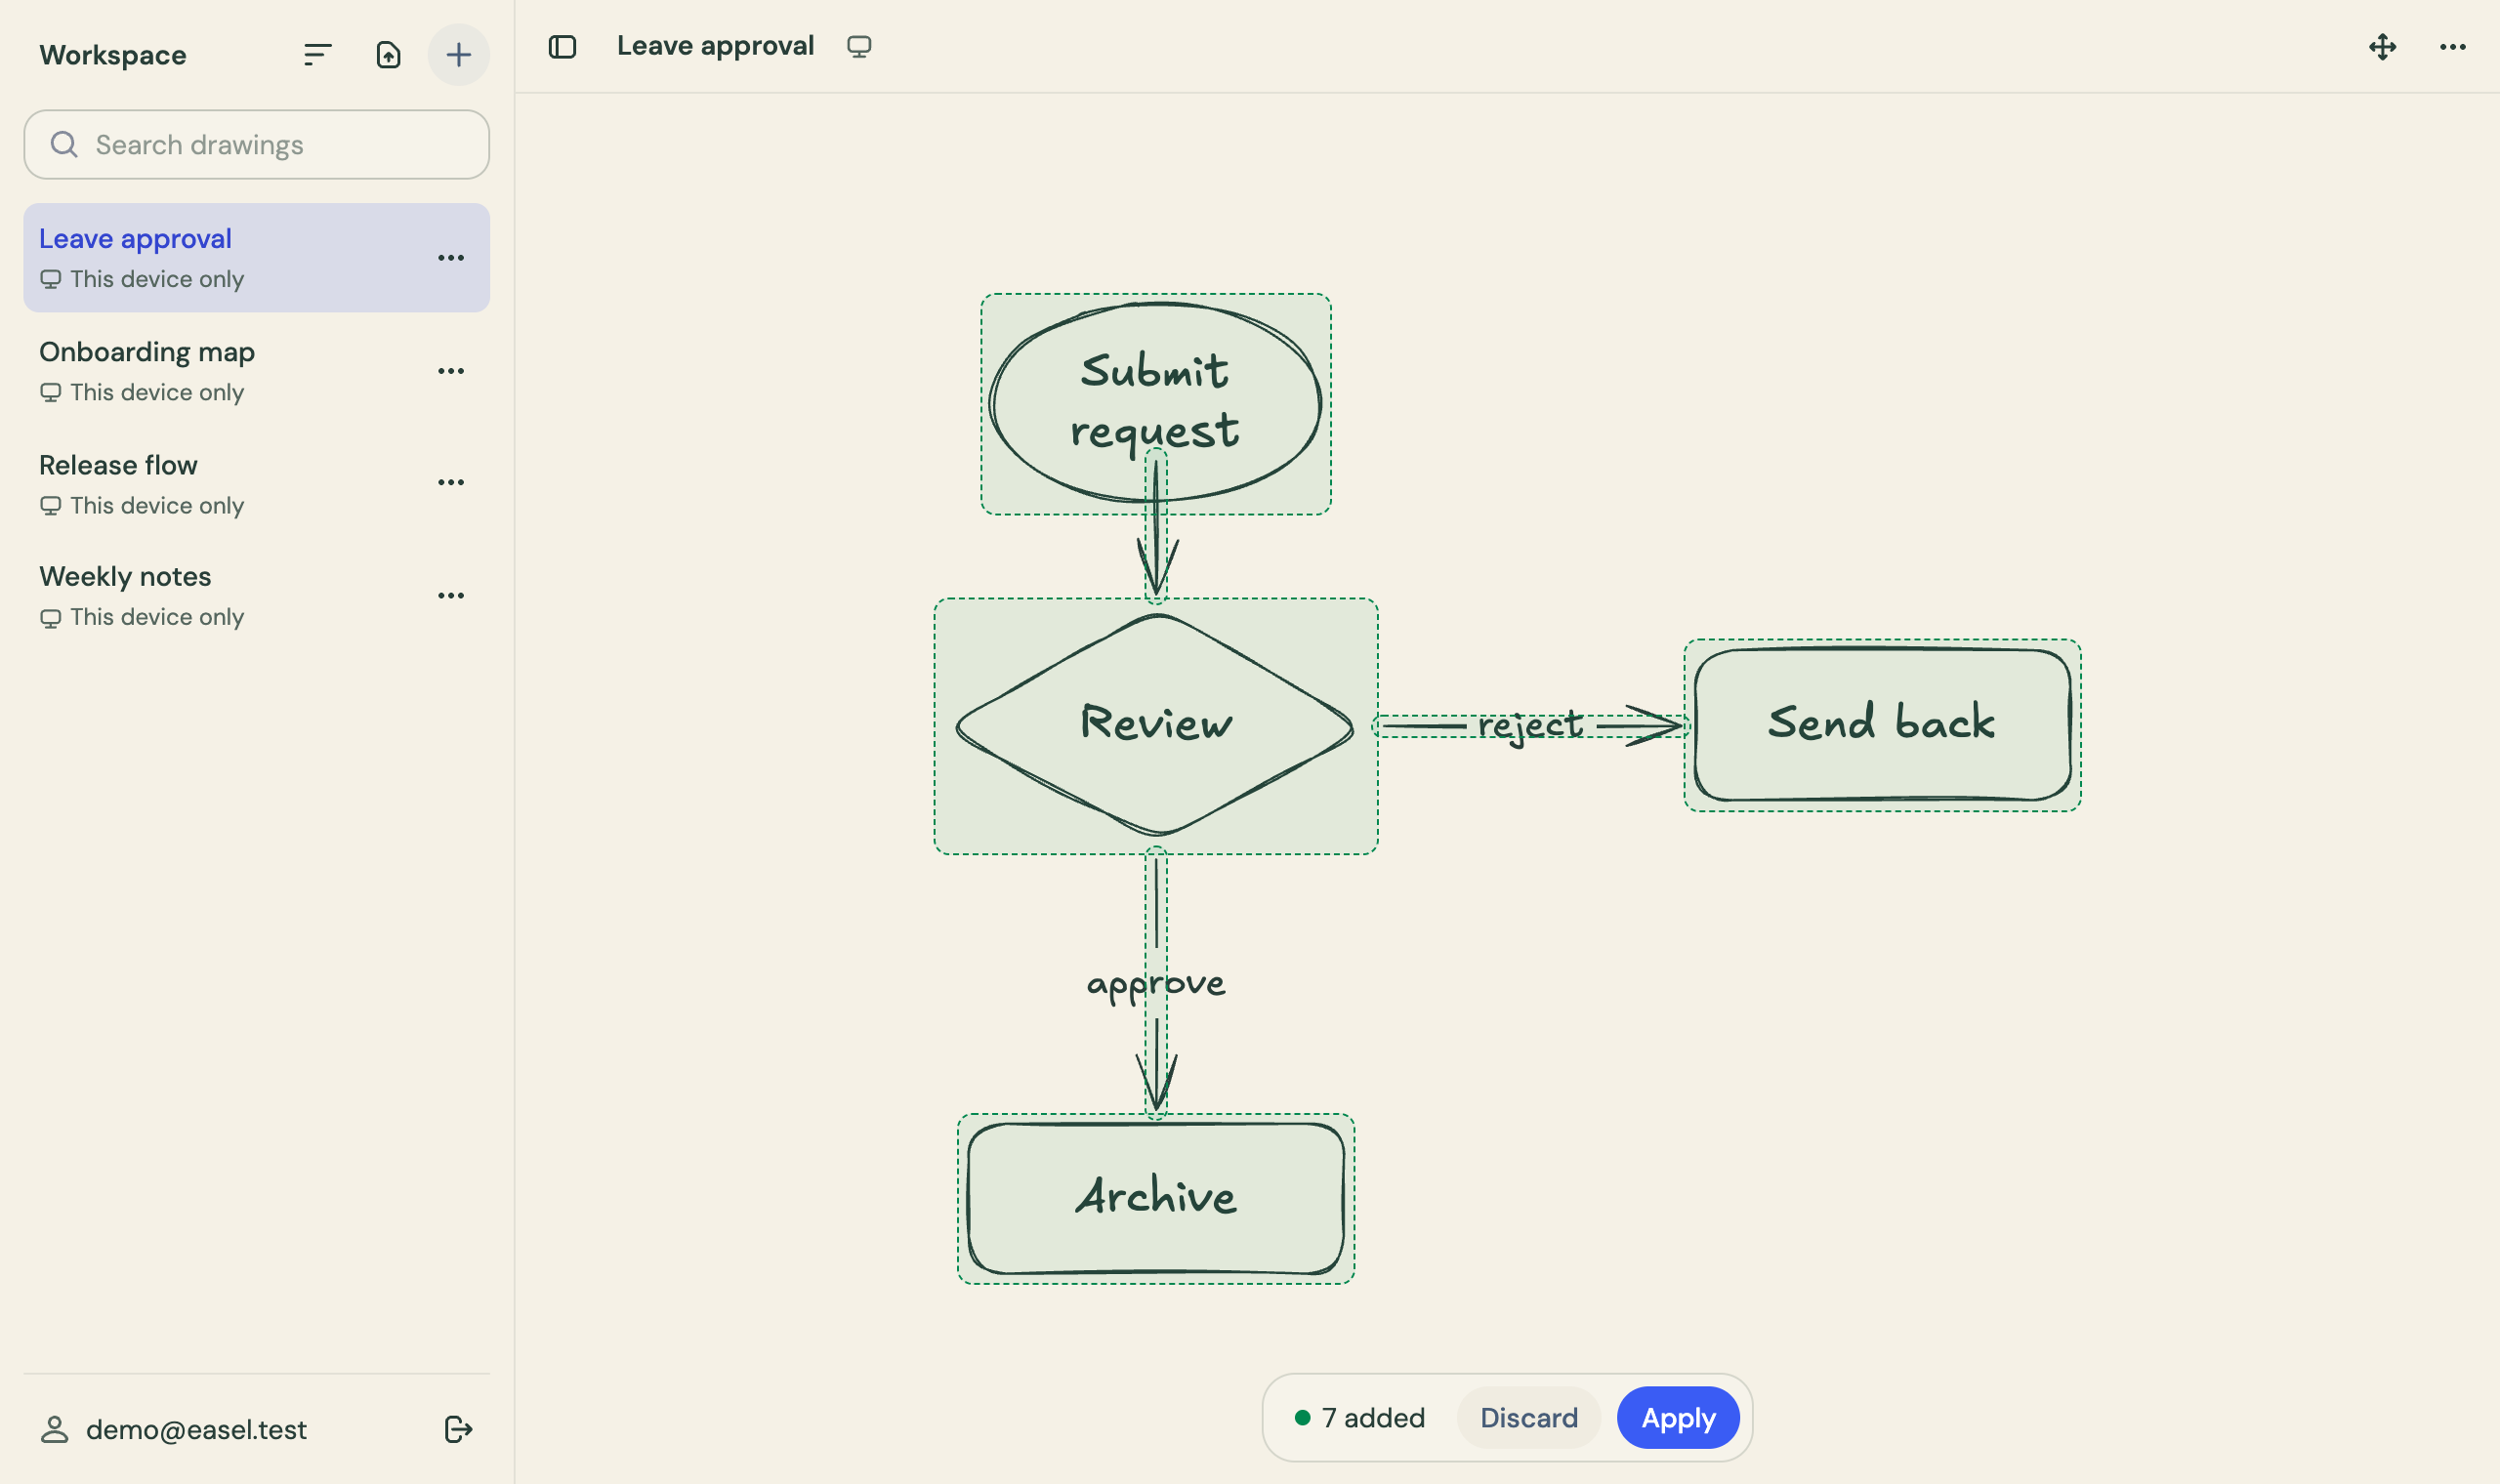 Workspace
Search drawings
Leave approval
This device only
Onboarding map
This device only
Release flow
This device only
Weekly notes
This device only
demo@easel.test
Leave approval
Submit
request
Review
reject
Send back
approve
Archive
7 added
Discard
Apply